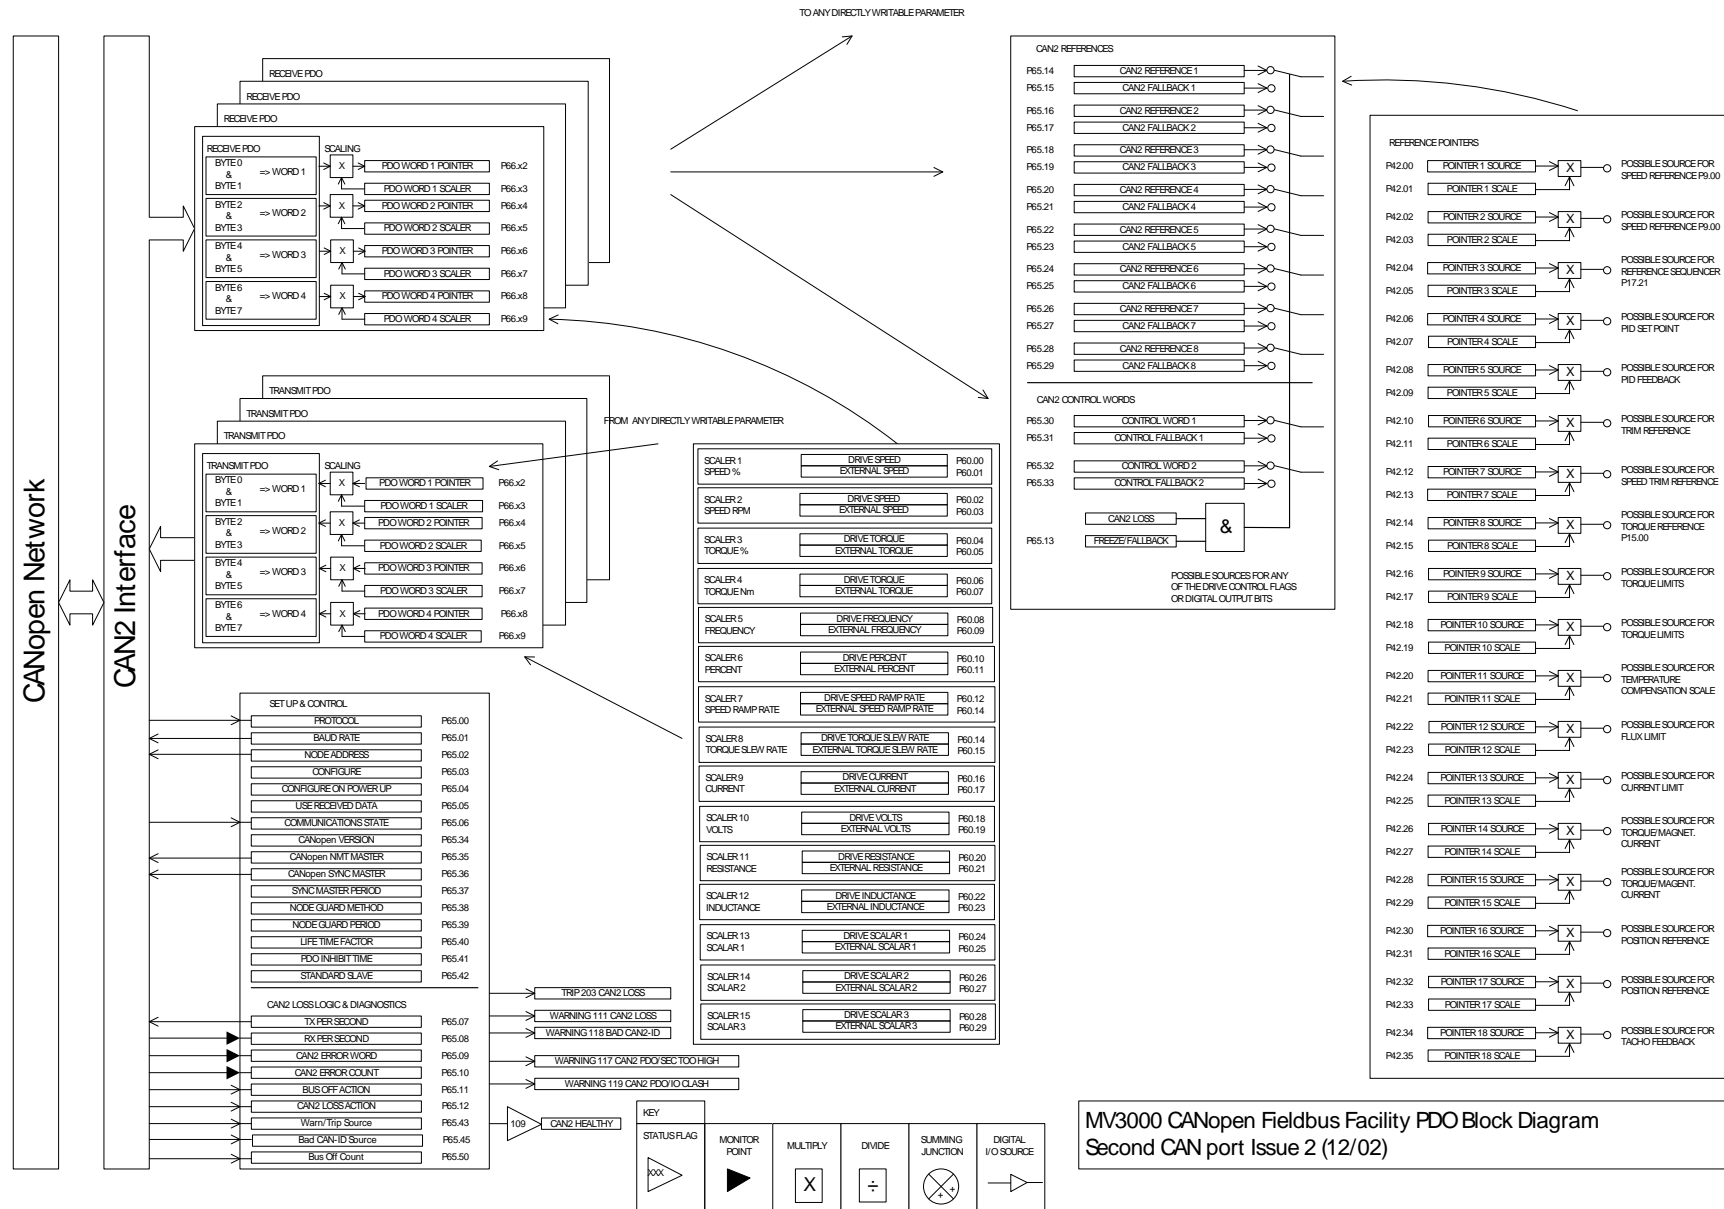 TO ANY DIRECTLY WRITABLE PARAMETER
CANopen Network
CAN2 Interface
RECEIVE PDO
RECEIVE PDO
RECEIVE PDO
RECEIVE PDO
SCALING
BYTE 0
&
BYTE 1
=> WORD 1
X
PDO WORD 1 POINTER P66.x2
PDO WORD 1 SCALER P66.x3
BYTE 2
&
BYTE 3
=> WORD 2
X
PDO WORD 2 POINTER P66.x4
PDO WORD 2 SCALER P66.x5
BYTE 4
&
BYTE 5
=> WORD 3
X
PDO WORD 3 POINTER P66.x6
PDO WORD 3 SCALER P66.x7
BYTE 6
&
BYTE 7
=> WORD 4
X
PDO WORD 4 POINTER P66.x8
PDO WORD 4 SCALER P66.x9
TRANSMIT PDO
TRANSMIT PDO
TRANSMIT PDO
FROM ANY DIRECTLY WRITABLE PARAMETER
TRANSMIT PDO
SCALING
BYTE 0
&
BYTE 1
=> WORD 1
X
PDO WORD 1 POINTER P66.x2
PDO WORD 1 SCALER P66.x3
BYTE 2
&
BYTE 3
=> WORD 2
X
PDO WORD 2 POINTER P66.x4
PDO WORD 2 SCALER P66.x5
BYTE 4
&
BYTE 5
=> WORD 3
X
PDO WORD 3 POINTER P66.x6
PDO WORD 3 SCALER P66.x7
BYTE 6
&
BYTE 7
=> WORD 4
X
PDO WORD 4 POINTER P66.x8
PDO WORD 4 SCALER P66.x9
SET UP & CONTROL
PROTOCOL P65.00
BAUD RATE P65.01
NODE ADDRESS P65.02
CONFIGURE P65.03
CONFIGURE ON POWER UP P65.04
USE RECEIVED DATA P65.05
COMMUNICATIONS STATE P65.06
CANopen VERSION P65.34
CANopen NMT MASTER P65.35
CANopen SYNC MASTER P65.36
SYNC MASTER PERIOD P65.37
NODE GUARD METHOD P65.38
NODE GUARD PERIOD P65.39
LIFE TIME FACTOR P65.40
PDO INHIBIT TIME P65.41
STANDARD SLAVE P65.42
CAN2 LOSS LOGIC & DIAGNOSTICS
TX PER SECOND P65.07
RX PER SECOND P65.08
CAN2 ERROR WORD P65.09
CAN2 ERROR COUNT P65.10
BUS OFF ACTION P65.11
CAN2 LOSS ACTION P65.12
Warn/Trip Source P65.43
Bad CAN-ID Source P65.45
Bus Off Count P65.50
TRIP 203 CAN2 LOSS
WARNING 111 CAN2 LOSS
WARNING 118 BAD CAN2-ID
WARNING 117 CAN2 PDO/SEC TOO HIGH
WARNING 119 CAN2 PDO/IO CLASH
109 CAN2 HEALTHY
SCALER 1
SPEED %
DRIVE SPEED P60.00
EXTERNAL SPEED P60.01
SCALER 2
SPEED RPM
DRIVE SPEED P60.02
EXTERNAL SPEED P60.03
SCALER 3
TORQUE %
DRIVE TORQUE P60.04
EXTERNAL TORQUE P60.05
SCALER 4
TORQUE Nm
DRIVE TORQUE P60.06
EXTERNAL TORQUE P60.07
SCALER 5
FREQUENCY
DRIVE FREQUENCY P60.08
EXTERNAL FREQUENCY P60.09
SCALER 6
PERCENT
DRIVE PERCENT P60.10
EXTERNAL PERCENT P60.11
SCALER 7
SPEED RAMP RATE
DRIVE SPEED RAMP RATE P60.12
EXTERNAL SPEED RAMP RATE P60.14
SCALER 8
TORQUE SLEW RATE
DRIVE TORQUE SLEW RATE P60.14
EXTERNAL TORQUE SLEW RATE P60.15
SCALER 9
CURRENT
DRIVE CURRENT P60.16
EXTERNAL CURRENT P60.17
SCALER 10
VOLTS
DRIVE VOLTS P60.18
EXTERNAL VOLTS P60.19
SCALER 11
RESISTANCE
DRIVE RESISTANCE P60.20
EXTERNAL RESISTANCE P60.21
SCALER 12
INDUCTANCE
DRIVE INDUCTANCE P60.22
EXTERNAL INDUCTANCE P60.23
SCALER 13
SCALAR 1
DRIVE SCALAR 1 P60.24
EXTERNAL SCALAR 1 P60.25
SCALER 14
SCALAR 2
DRIVE SCALAR 2 P60.26
EXTERNAL SCALAR 2 P60.27
SCALER 15
SCALAR 3
DRIVE SCALAR 3 P60.28
EXTERNAL SCALAR 3 P60.29
CAN2 REFERENCES
P65.14 CAN2 REFERENCE 1
P65.15 CAN2 FALLBACK 1
P65.16 CAN2 REFERENCE 2
P65.17 CAN2 FALLBACK 2
P65.18 CAN2 REFERENCE 3
P65.19 CAN2 FALLBACK 3
P65.20 CAN2 REFERENCE 4
P65.21 CAN2 FALLBACK 4
P65.22 CAN2 REFERENCE 5
P65.23 CAN2 FALLBACK 5
P65.24 CAN2 REFERENCE 6
P65.25 CAN2 FALLBACK 6
P65.26 CAN2 REFERENCE 7
P65.27 CAN2 FALLBACK 7
P65.28 CAN2 REFERENCE 8
P65.29 CAN2 FALLBACK 8
CAN2 CONTROL WORDS
P65.30 CONTROL WORD 1
P65.31 CONTROL FALLBACK 1
P65.32 CONTROL WORD 2
P65.33 CONTROL FALLBACK 2
CAN2 LOSS
&
P65.13 FREEZE/FALLBACK
POSSIBLE SOURCES FOR ANY
OF THE DRIVE CONTROL FLAGS
OR DIGITAL OUTPUT BITS
REFERENCE POINTERS
P42.00 POINTER 1 SOURCE X
P42.01 POINTER 1 SCALE
POSSIBLE SOURCE FOR
SPEED REFERENCE P9.00
P42.02 POINTER 2 SOURCE X
P42.03 POINTER 2 SCALE
POSSIBLE SOURCE FOR
SPEED REFERENCE P9.00
P42.04 POINTER 3 SOURCE X
P42.05 POINTER 3 SCALE
POSSIBLE SOURCE FOR
REFERENCE SEQUENCER
P17.21
P42.06 POINTER 4 SOURCE X
P42.07 POINTER 4 SCALE
POSSIBLE SOURCE FOR
PID SET POINT
P42.08 POINTER 5 SOURCE X
P42.09 POINTER 5 SCALE
POSSIBLE SOURCE FOR
PID FEEDBACK
P42.10 POINTER 6 SOURCE X
P42.11 POINTER 6 SCALE
POSSIBLE SOURCE FOR
TRIM REFERENCE
P42.12 POINTER 7 SOURCE X
P42.13 POINTER 7 SCALE
POSSIBLE SOURCE FOR
SPEED TRIM REFERENCE
P42.14 POINTER 8 SOURCE X
P42.15 POINTER 8 SCALE
POSSIBLE SOURCE FOR
TORQUE REFERENCE
P15.00
P42.16 POINTER 9 SOURCE X
P42.17 POINTER 9 SCALE
POSSIBLE SOURCE FOR
TORQUE LIMITS
P42.18 POINTER 10 SOURCE X
P42.19 POINTER 10 SCALE
POSSIBLE SOURCE FOR
TORQUE LIMITS
P42.20 POINTER 11 SOURCE X
P42.21 POINTER 11 SCALE
POSSIBLE SOURCE FOR
TEMPERATURE
COMPENSATION SCALE
P42.22 POINTER 12 SOURCE X
P42.23 POINTER 12 SCALE
POSSIBLE SOURCE FOR
FLUX LIMIT
P42.24 POINTER 13 SOURCE X
P42.25 POINTER 13 SCALE
POSSIBLE SOURCE FOR
CURRENT LIMIT
P42.26 POINTER 14 SOURCE X
P42.27 POINTER 14 SCALE
POSSIBLE SOURCE FOR
TORQUE/MAGNET.
CURRENT
P42.28 POINTER 15 SOURCE X
P42.29 POINTER 15 SCALE
POSSIBLE SOURCE FOR
TORQUE/MAGENT.
CURRENT
P42.30 POINTER 16 SOURCE X
P42.31 POINTER 16 SCALE
POSSIBLE SOURCE FOR
POSITION REFERENCE
P42.32 POINTER 17 SOURCE X
P42.33 POINTER 17 SCALE
POSSIBLE SOURCE FOR
POSITION REFERENCE
P42.34 POINTER 18 SOURCE X
P42.35 POINTER 18 SCALE
POSSIBLE SOURCE FOR
TACHO FEEDBACK
KEY
STATUS FLAG
XXX
MONITOR
POINT
MULTIPLY
X
DIVIDE
÷
SUMMING
JUNCTION
+
+
DIGITAL
I/O SOURCE
MV3000 CANopen Fieldbus Facility PDO Block Diagram
Second CAN port Issue 2 (12/02)